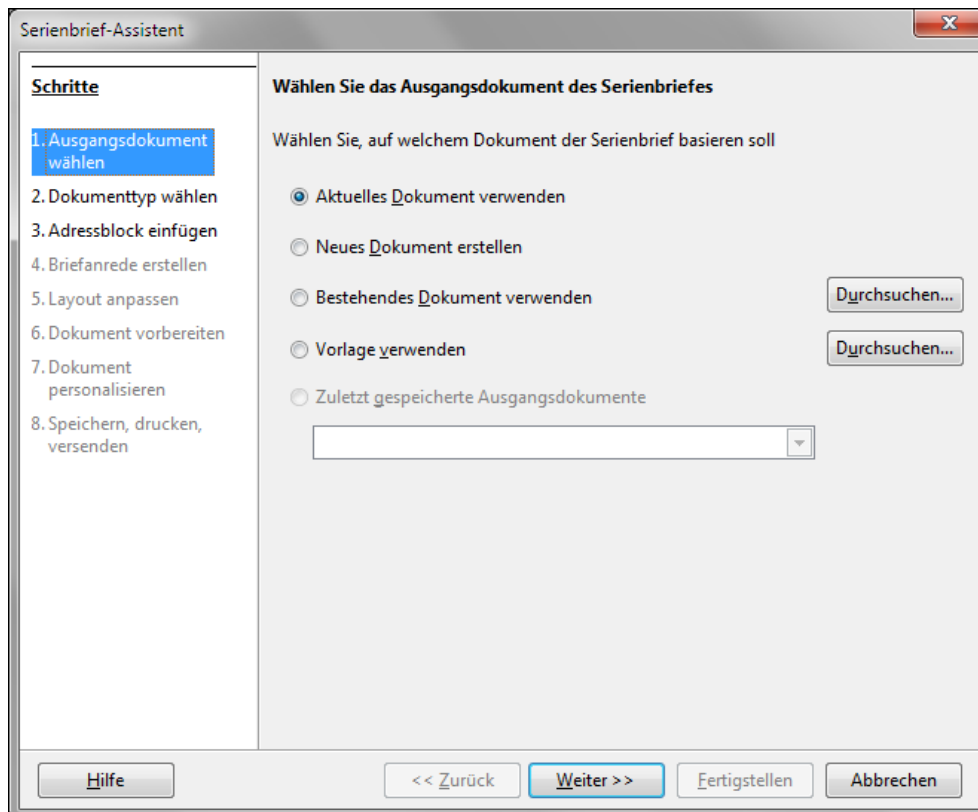 Serienbrief-Assistent
Schritte
1. Ausgangsdokument
wählen
2. Dokumenttyp wählen
3. Adressblock einfügen
4. Briefanrede erstellen
5. Layout anpassen
6. Dokument vorbereiten
7. Dokument
personalisieren
8. Speichern, drucken,
versenden
Wählen Sie das Ausgangsdokument des Serienbriefes
Wählen Sie, auf welchem Dokument der Serienbrief basieren soll
Aktuelles Dokument verwenden
Neues Dokument erstellen
Bestehendes Dokument verwenden
Durchsuchen...
Vorlage verwenden
Durchsuchen...
Zuletzt gespeicherte Ausgangsdokumente
Hilfe
<< Zurück
Weiter >>
Fertigstellen
Abbrechen